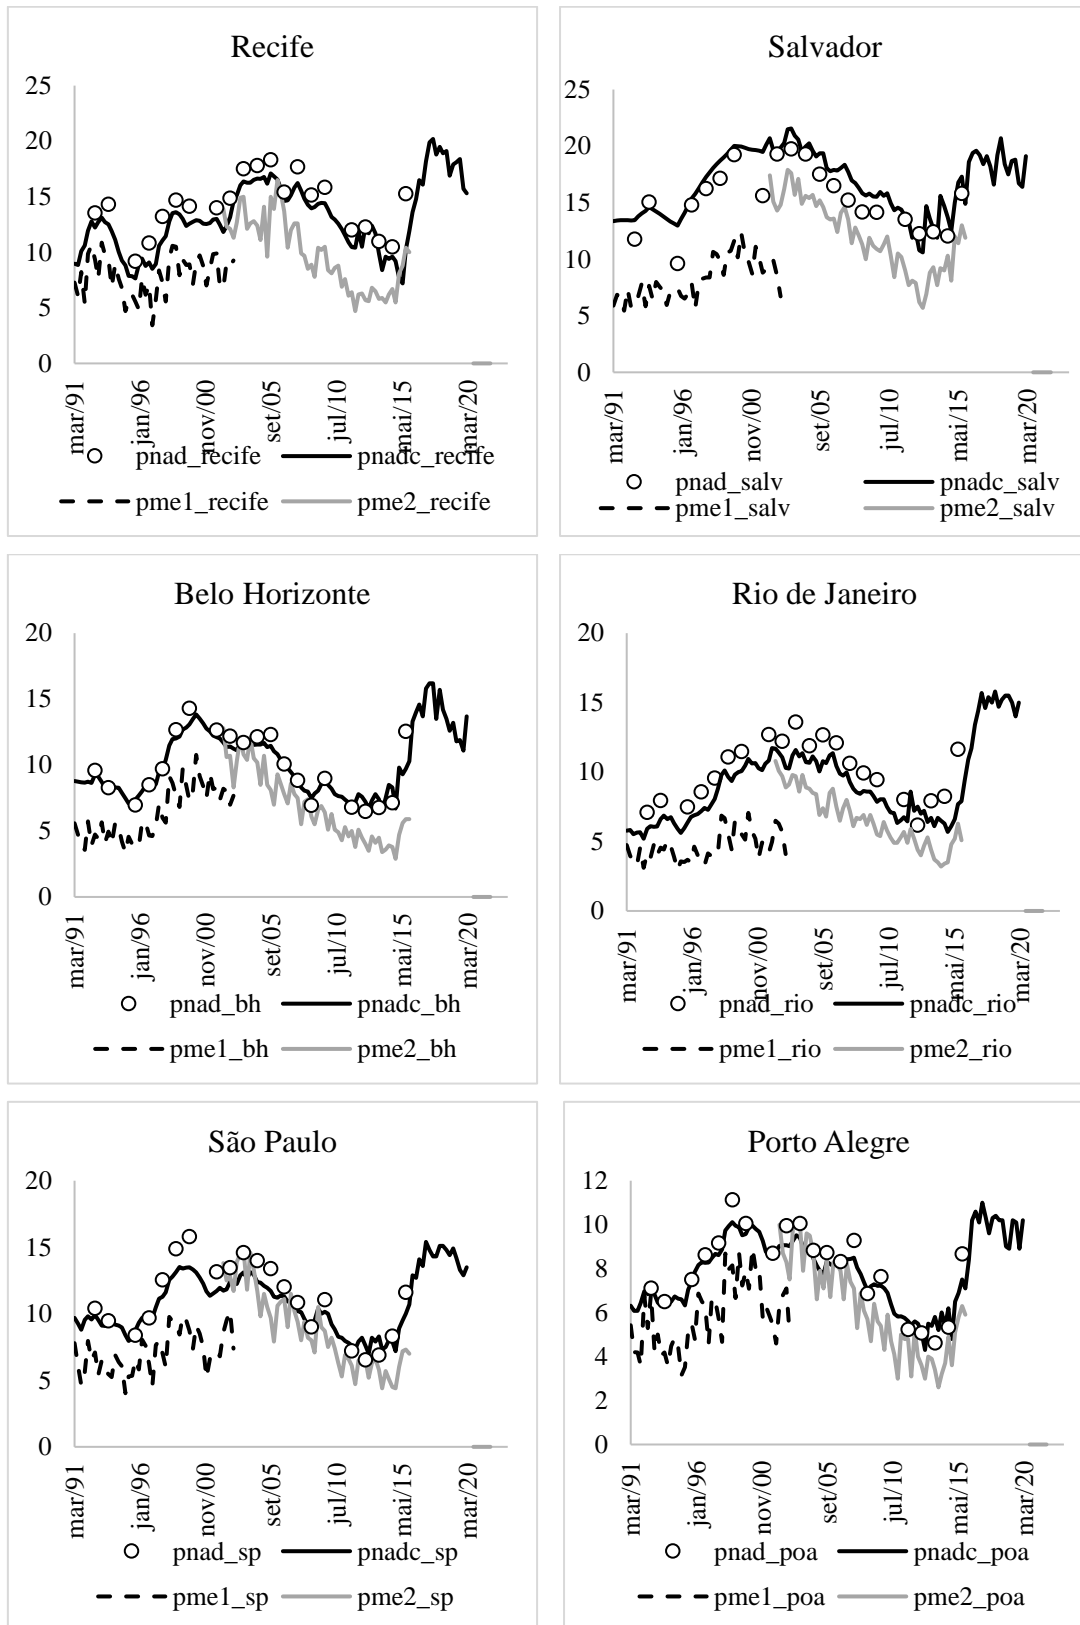 Recife
25
20
15
10
5
0
mar/91
jan/96
nov/00
set/05
jul/10
mai/15
mar/20
pnad_recife
pnadc_recife
pme1_recife
pme2_recife
Salvador
25
20
15
10
5
0
mar/91
jan/96
nov/00
set/05
jul/10
mai/15
mar/20
pnad_salv
pnadc_salv
pme1_salv
pme2_salv
Belo Horizonte
20
15
10
5
0
mar/91
jan/96
nov/00
set/05
jul/10
mai/15
mar/20
pnad_bh
pnadc_bh
pme1_bh
pme2_bh
Rio de Janeiro
20
15
10
5
0
mar/91
jan/96
nov/00
set/05
jul/10
mai/15
mar/20
pnad_rio
pnadc_rio
pme1_rio
pme2_rio
São Paulo
20
15
10
5
0
mar/91
jan/96
nov/00
set/05
jul/10
mai/15
mar/20
pnad_sp
pnadc_sp
pme1_sp
pme2_sp
Porto Alegre
12
10
8
6
4
2
0
mar/91
jan/96
nov/00
set/05
jul/10
mai/15
mar/20
pnad_poa
pnadc_poa
pme1_poa
pme2_poa